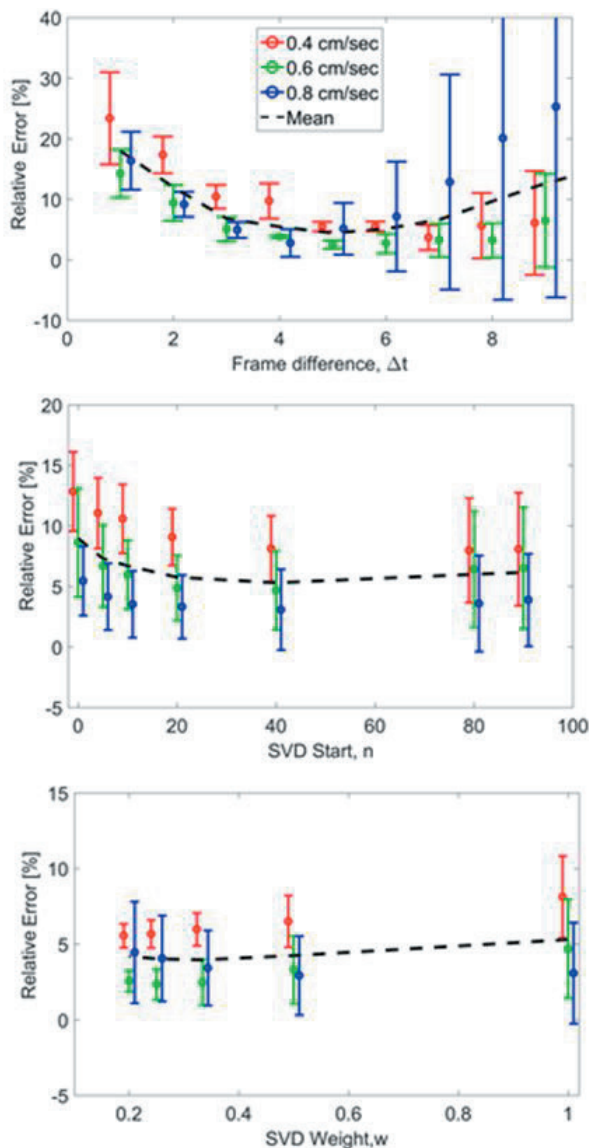 40
30
20
10
0
-10
Relative Error [%]
0.4 cm/sec
0.6 cm/sec
0.8 cm/sec
Mean
0 2 4 6 8
Frame difference, Δt
20
15
10
5
0
-5
Relative Error [%]
0 20 40 60 80 100
SVD Start, n
15
10
5
0
-5
Relative Error [%]
0.2 0.4 0.6 0.8 1
SVD Weight,w